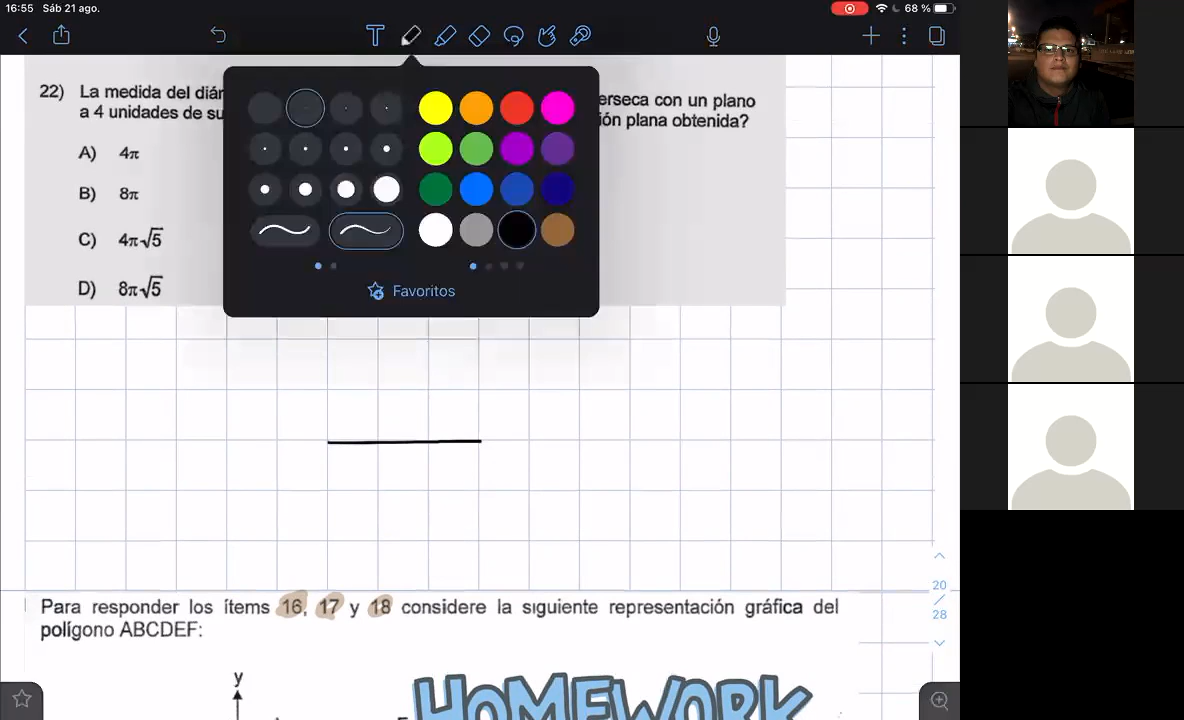 16:55 Sáb 21 ago.
68 %
T
22) La medida del diá
erseca con un plano
a 4 unidades de su
ión plana obtenida?
A) 4π
B) 8π
C) 4π√5
D) 8π√5
Favoritos
20
/
28
Para responder los ítems 16, 17 y 18 considere la siguiente representación gráfica del
polígono ABCDEF:
y
HOMEWORK